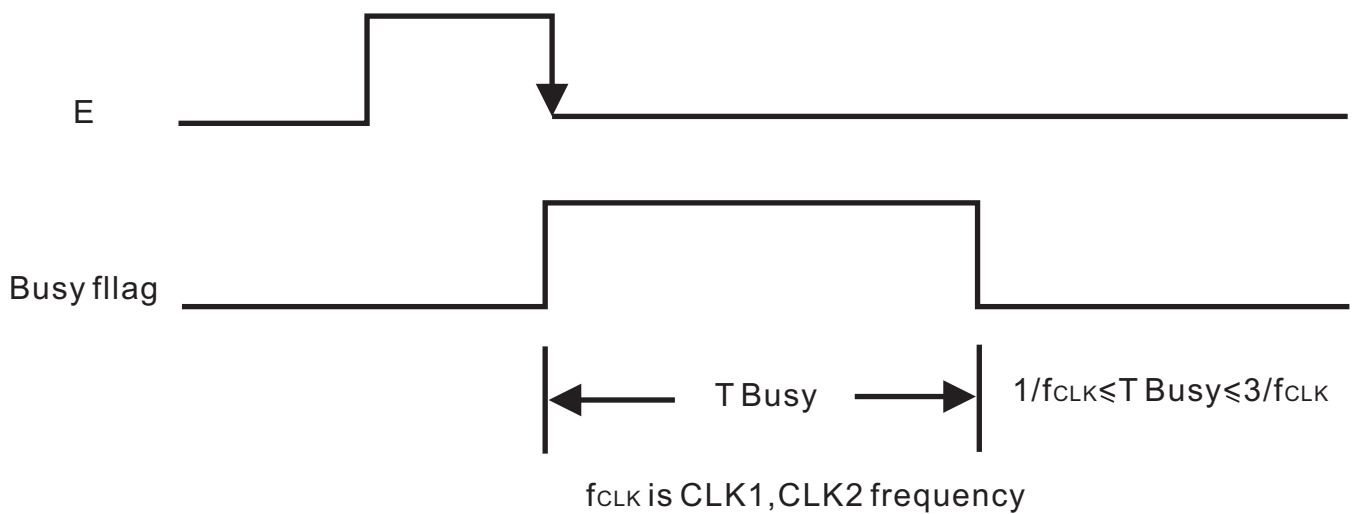 E
Busy fllag
T Busy
1/fCLK⩽T Busy⩽3/fCLK
fCLK is CLK1,CLK2 frequency